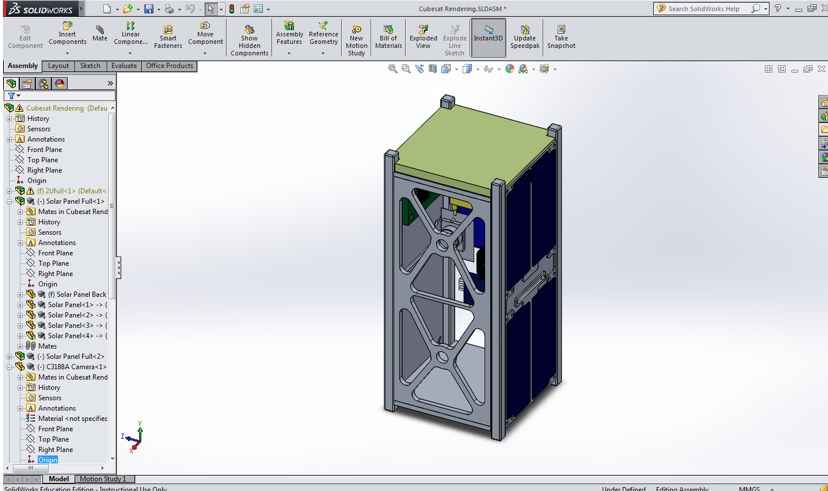 SOLIDWORKS
Cubesat Rendering.SLDASM *
Search SolidWorks Help
Edit Component
Insert Components
Mate
Linear Compone...
Smart Fasteners
Move Component
Show Hidden Components
Assembly Features
Reference Geometry
New Motion Study
Bill of Materials
Exploded View
Explode Line Sketch
Instant3D
Update Speedpak
Take Snapshot
Assembly Layout Sketch Evaluate Office Products
Cubesat Rendering (Defau
History
Sensors
Annotations
Front Plane
Top Plane
Right Plane
Origin
(f) 2Ufull<1> (Default<
(-) Solar Panel Full<1>
Mates in Cubesat Rend
History
Sensors
Annotations
Front Plane
Top Plane
Right Plane
Origin
(f) Solar Panel Back
Solar Panel<1> -> (
Solar Panel<2> -> (
Solar Panel<3> -> (
Solar Panel<4> -> (
Mates
(-) Solar Panel Full<2>
(-) C3188A Camera<1>
Mates in Cubesat Rend
History
Sensors
Annotations
Material <not specified
Front Plane
Top Plane
Right Plane
Origin
Y
Z
X
Model Motion Study 1
SolidWorks Education Edition - Instructional Use Only
Under Defined Editing Assembly MMGS